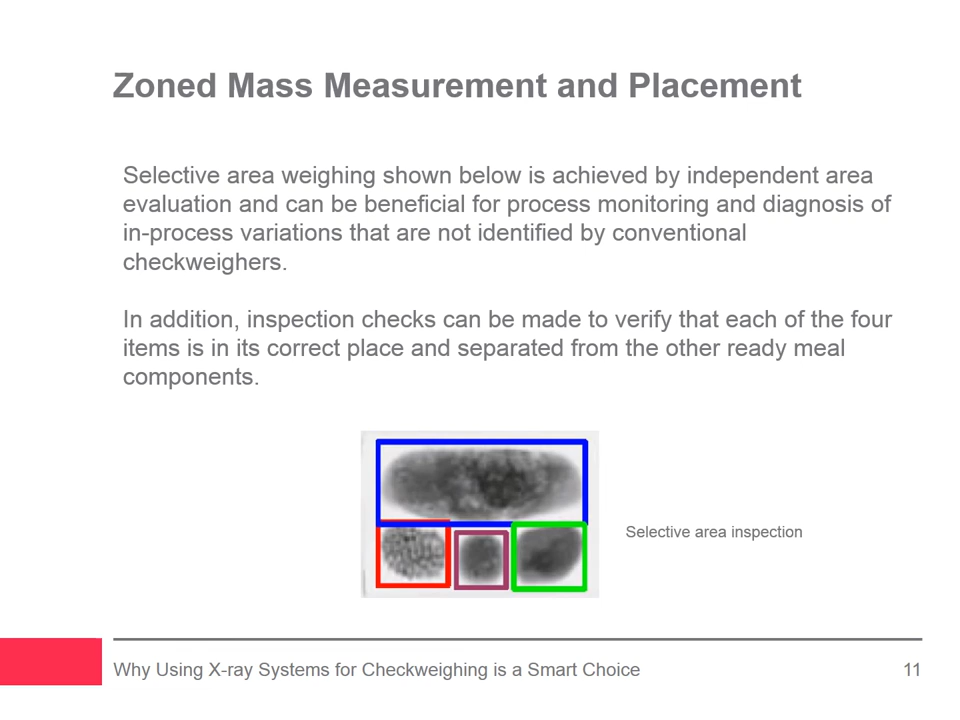 Zoned Mass Measurement and Placement
Selective area weighing shown below is achieved by independent area
evaluation and can be beneficial for process monitoring and diagnosis of
in-process variations that are not identified by conventional
checkweighers.
In addition, inspection checks can be made to verify that each of the four
items is in its correct place and separated from the other ready meal
components.
Selective area inspection
Why Using X-ray Systems for Checkweighing is a Smart Choice
11